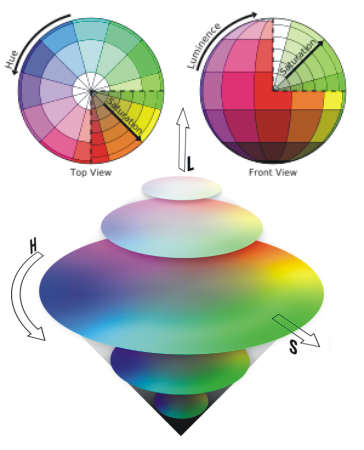 Hue
Saturation
Top View
Luminence
Saturation
Front View
L
H
S